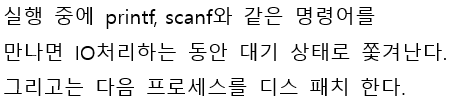 실행 중에 printf, scanf와 같은 명령어를
만나면 IO처리하는 동안 대기 상태로 쫓겨난다.
그리고는 다음 프로세스를 디스 패치 한다.